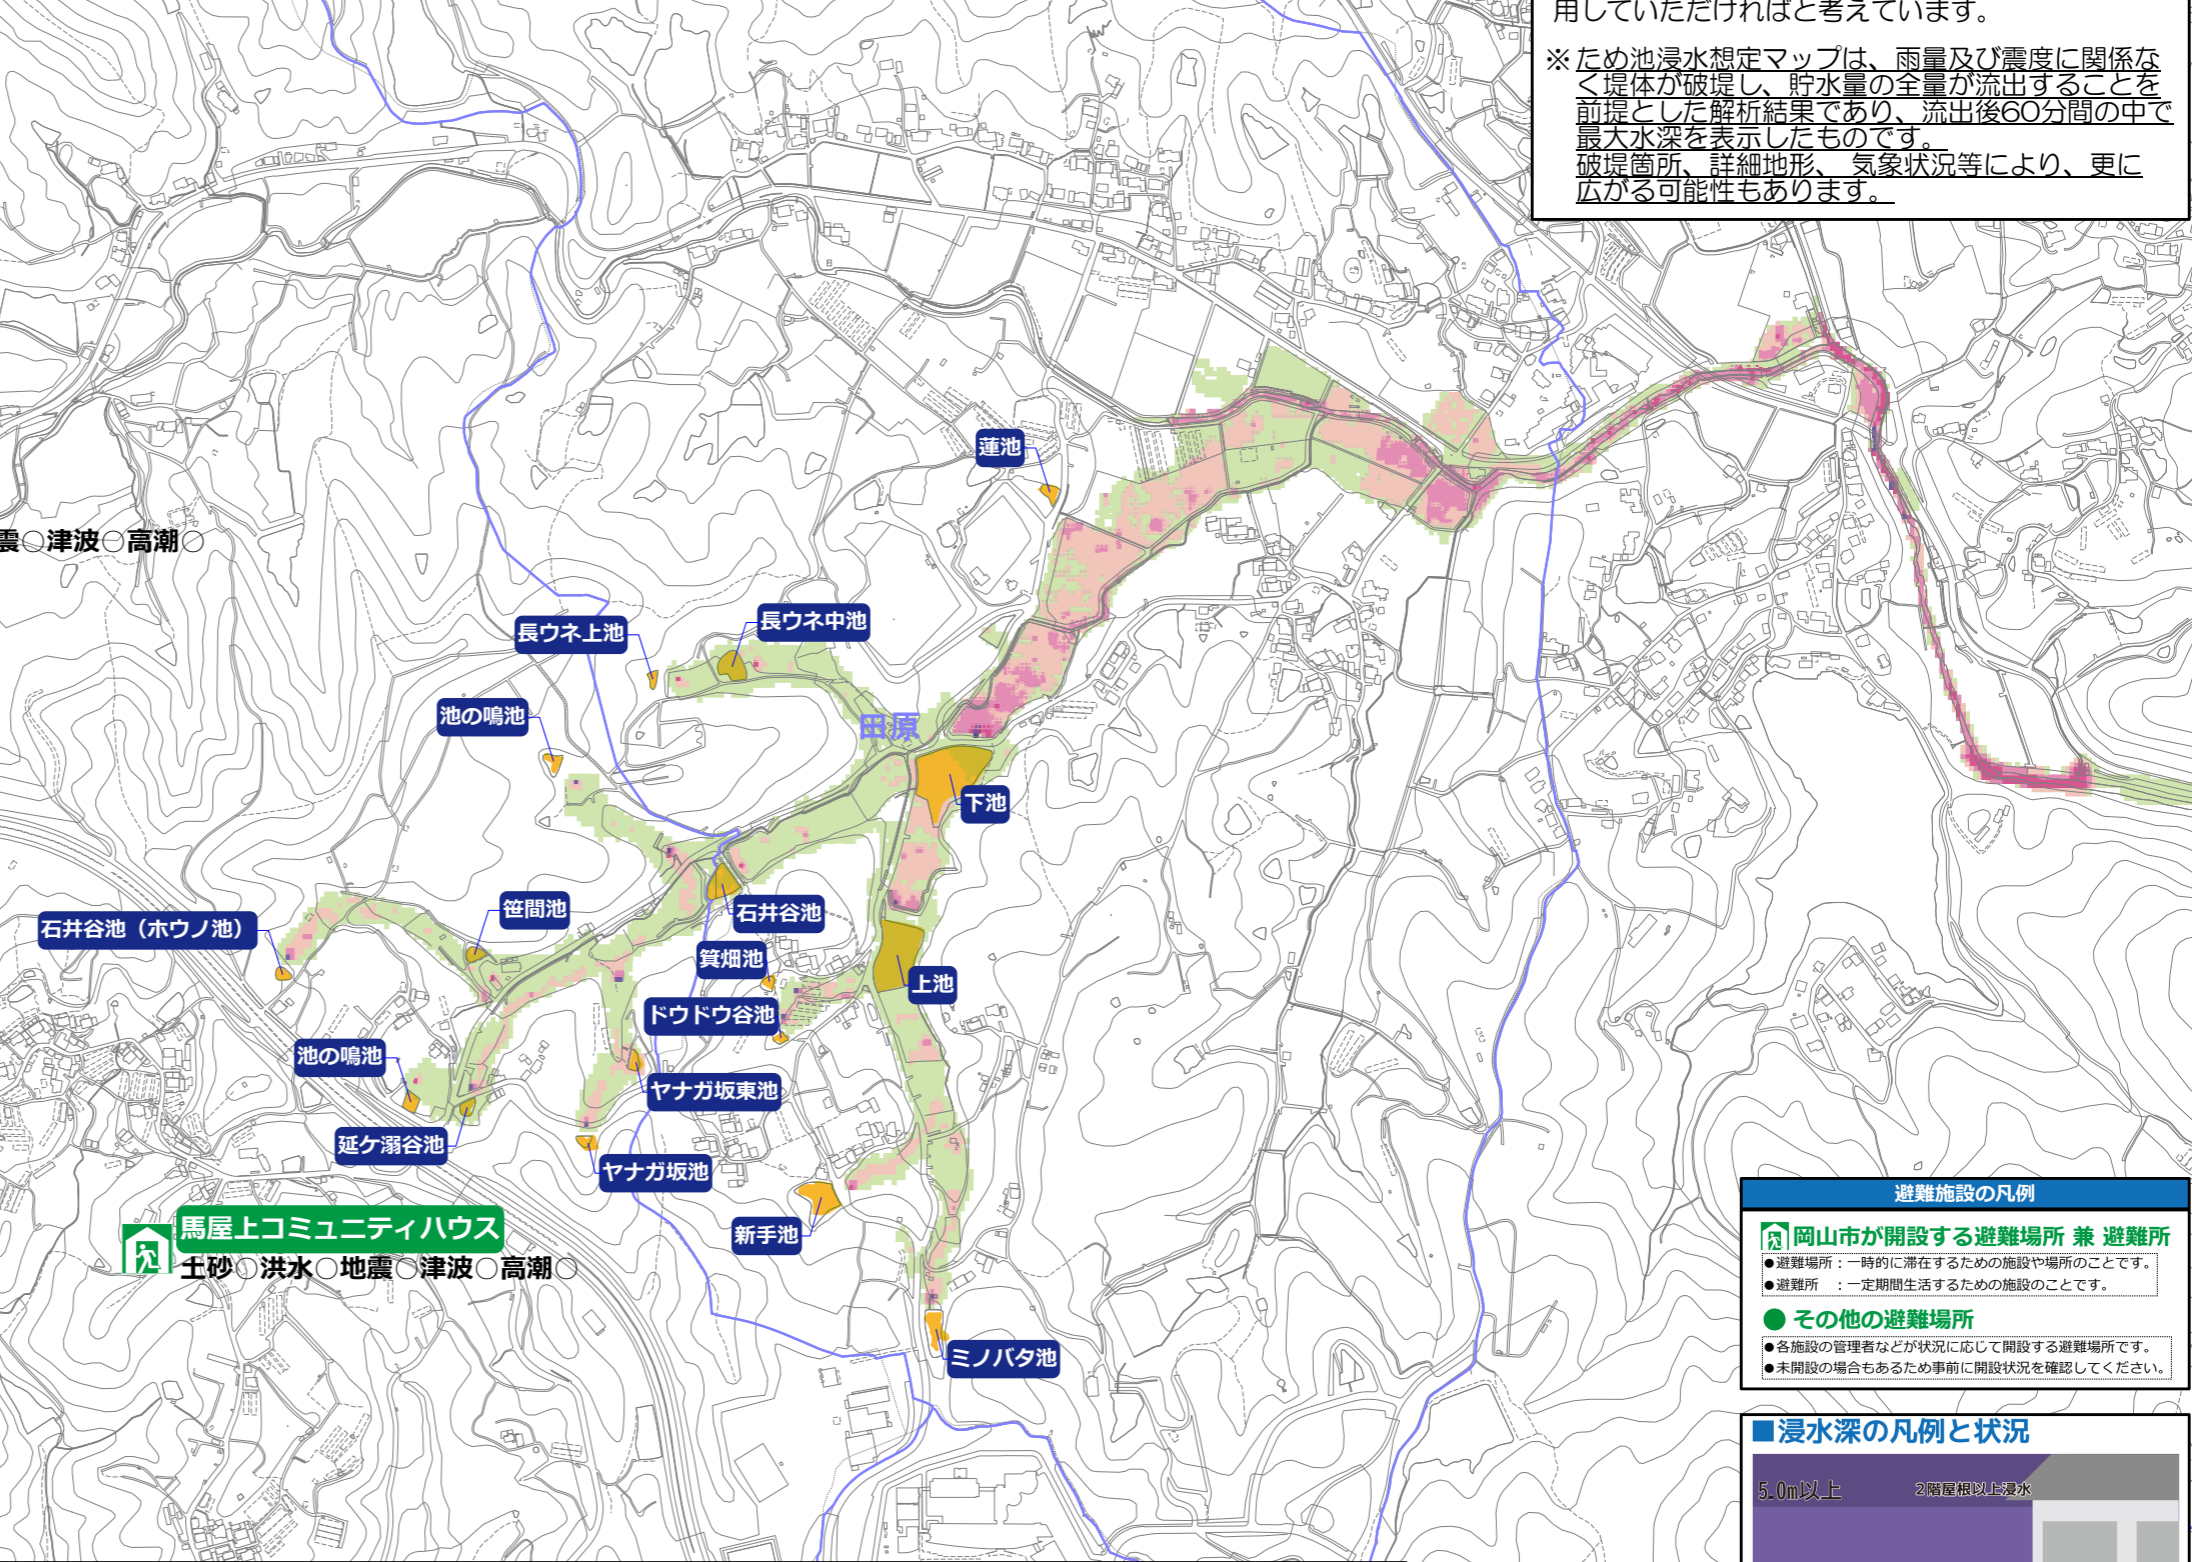 用していただければと考えています。
※ため池浸水想定マップは、雨量及び震度に関係な
く堤体が破堤し、貯水量の全量が流出することを
前提とした解析結果であり、流出後60分間の中で
最大水深を表示したものです。
破堤箇所、詳細地形、気象状況等により、更に
広がる可能性もあります。
蓮池
震○津波○高潮○
長ウネ上池
長ウネ中池
池の鳴池
田原
下池
笹間池
石井谷池（ホウノ池）
石井谷池
箕畑池
上池
ドウドウ谷池
池の鳴池
ヤナガ坂東池
延ケ溺谷池
ヤナガ坂池
新手池
馬屋上コミュニティハウス
土砂○洪水○地震○津波○高潮○
ミノバタ池
避難施設の凡例
岡山市が開設する避難場所 兼 避難所
●避難場所：一時的に滞在するための施設や場所のことです。
●避難所　：一定期間生活するための施設のことです。
● その他の避難場所
●各施設の管理者などが状況に応じて開設する避難場所です。
●未開設の場合もあるため事前に開設状況を確認してください。
■浸水深の凡例と状況
5.0m以上
２階屋根以上浸水